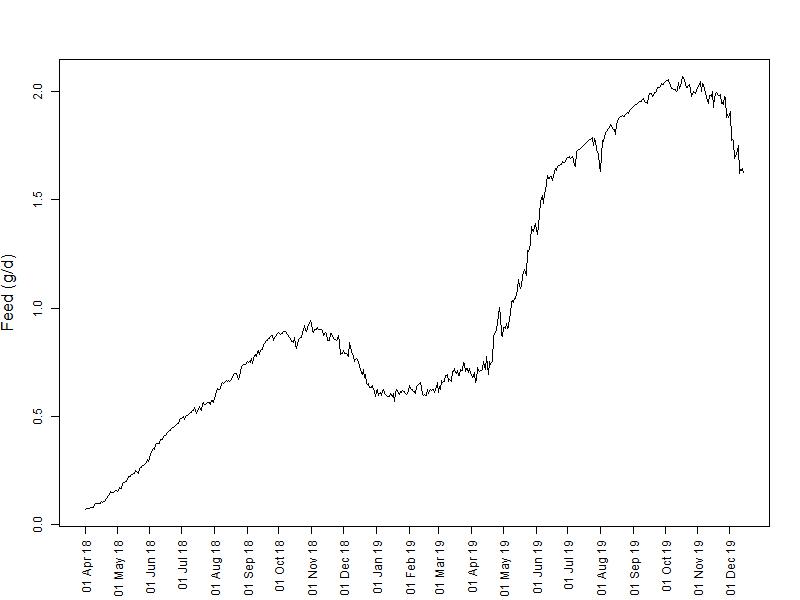 Feed (g/d)
2.0
1.5
1.0
0.5
0.0
01 Apr 18
01 May 18
01 Jun 18
01 Jul 18
01 Aug 18
01 Sep 18
01 Oct 18
01 Nov 18
01 Dec 18
01 Jan 19
01 Feb 19
01 Mar 19
01 Apr 19
01 May 19
01 Jun 19
01 Jul 19
01 Aug 19
01 Sep 19
01 Oct 19
01 Nov 19
01 Dec 19